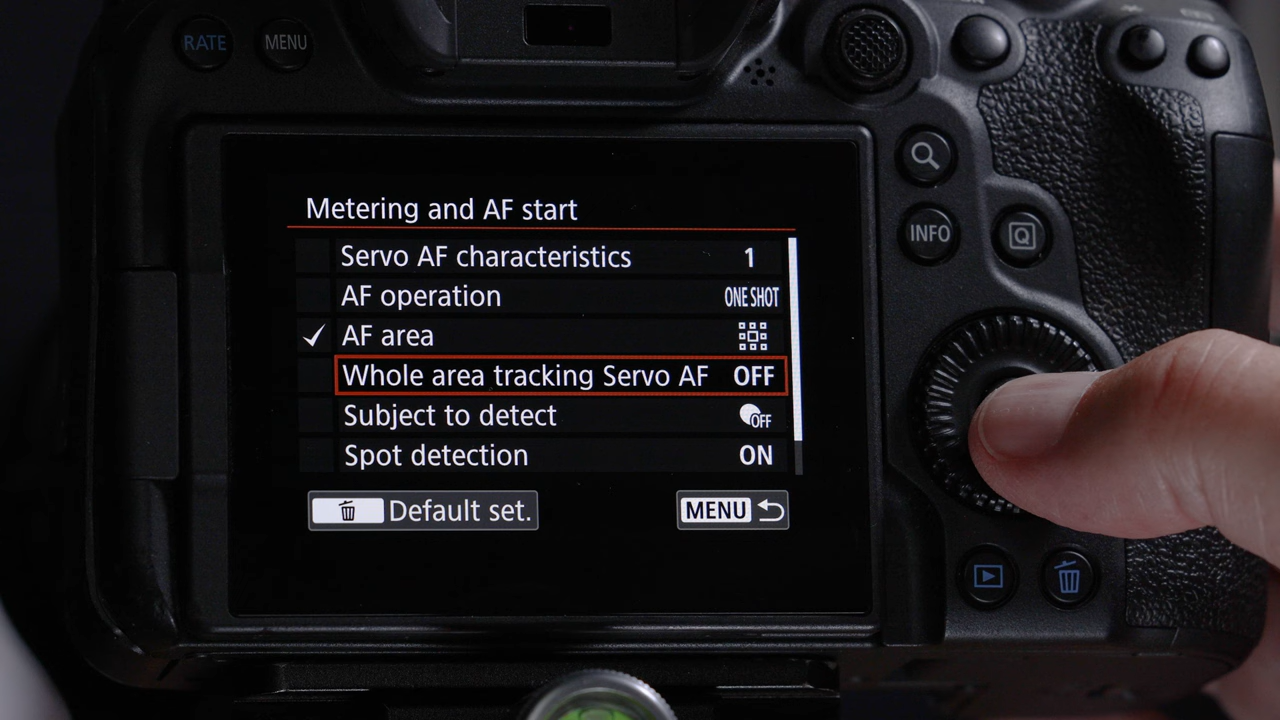 RATE MENU
Metering and AF start
Servo AF characteristics 1
AF operation ONE SHOT
AF area
Whole area tracking Servo AF OFF
Subject to detect OFF
Spot detection ON
Default set. MENU
INFO Q